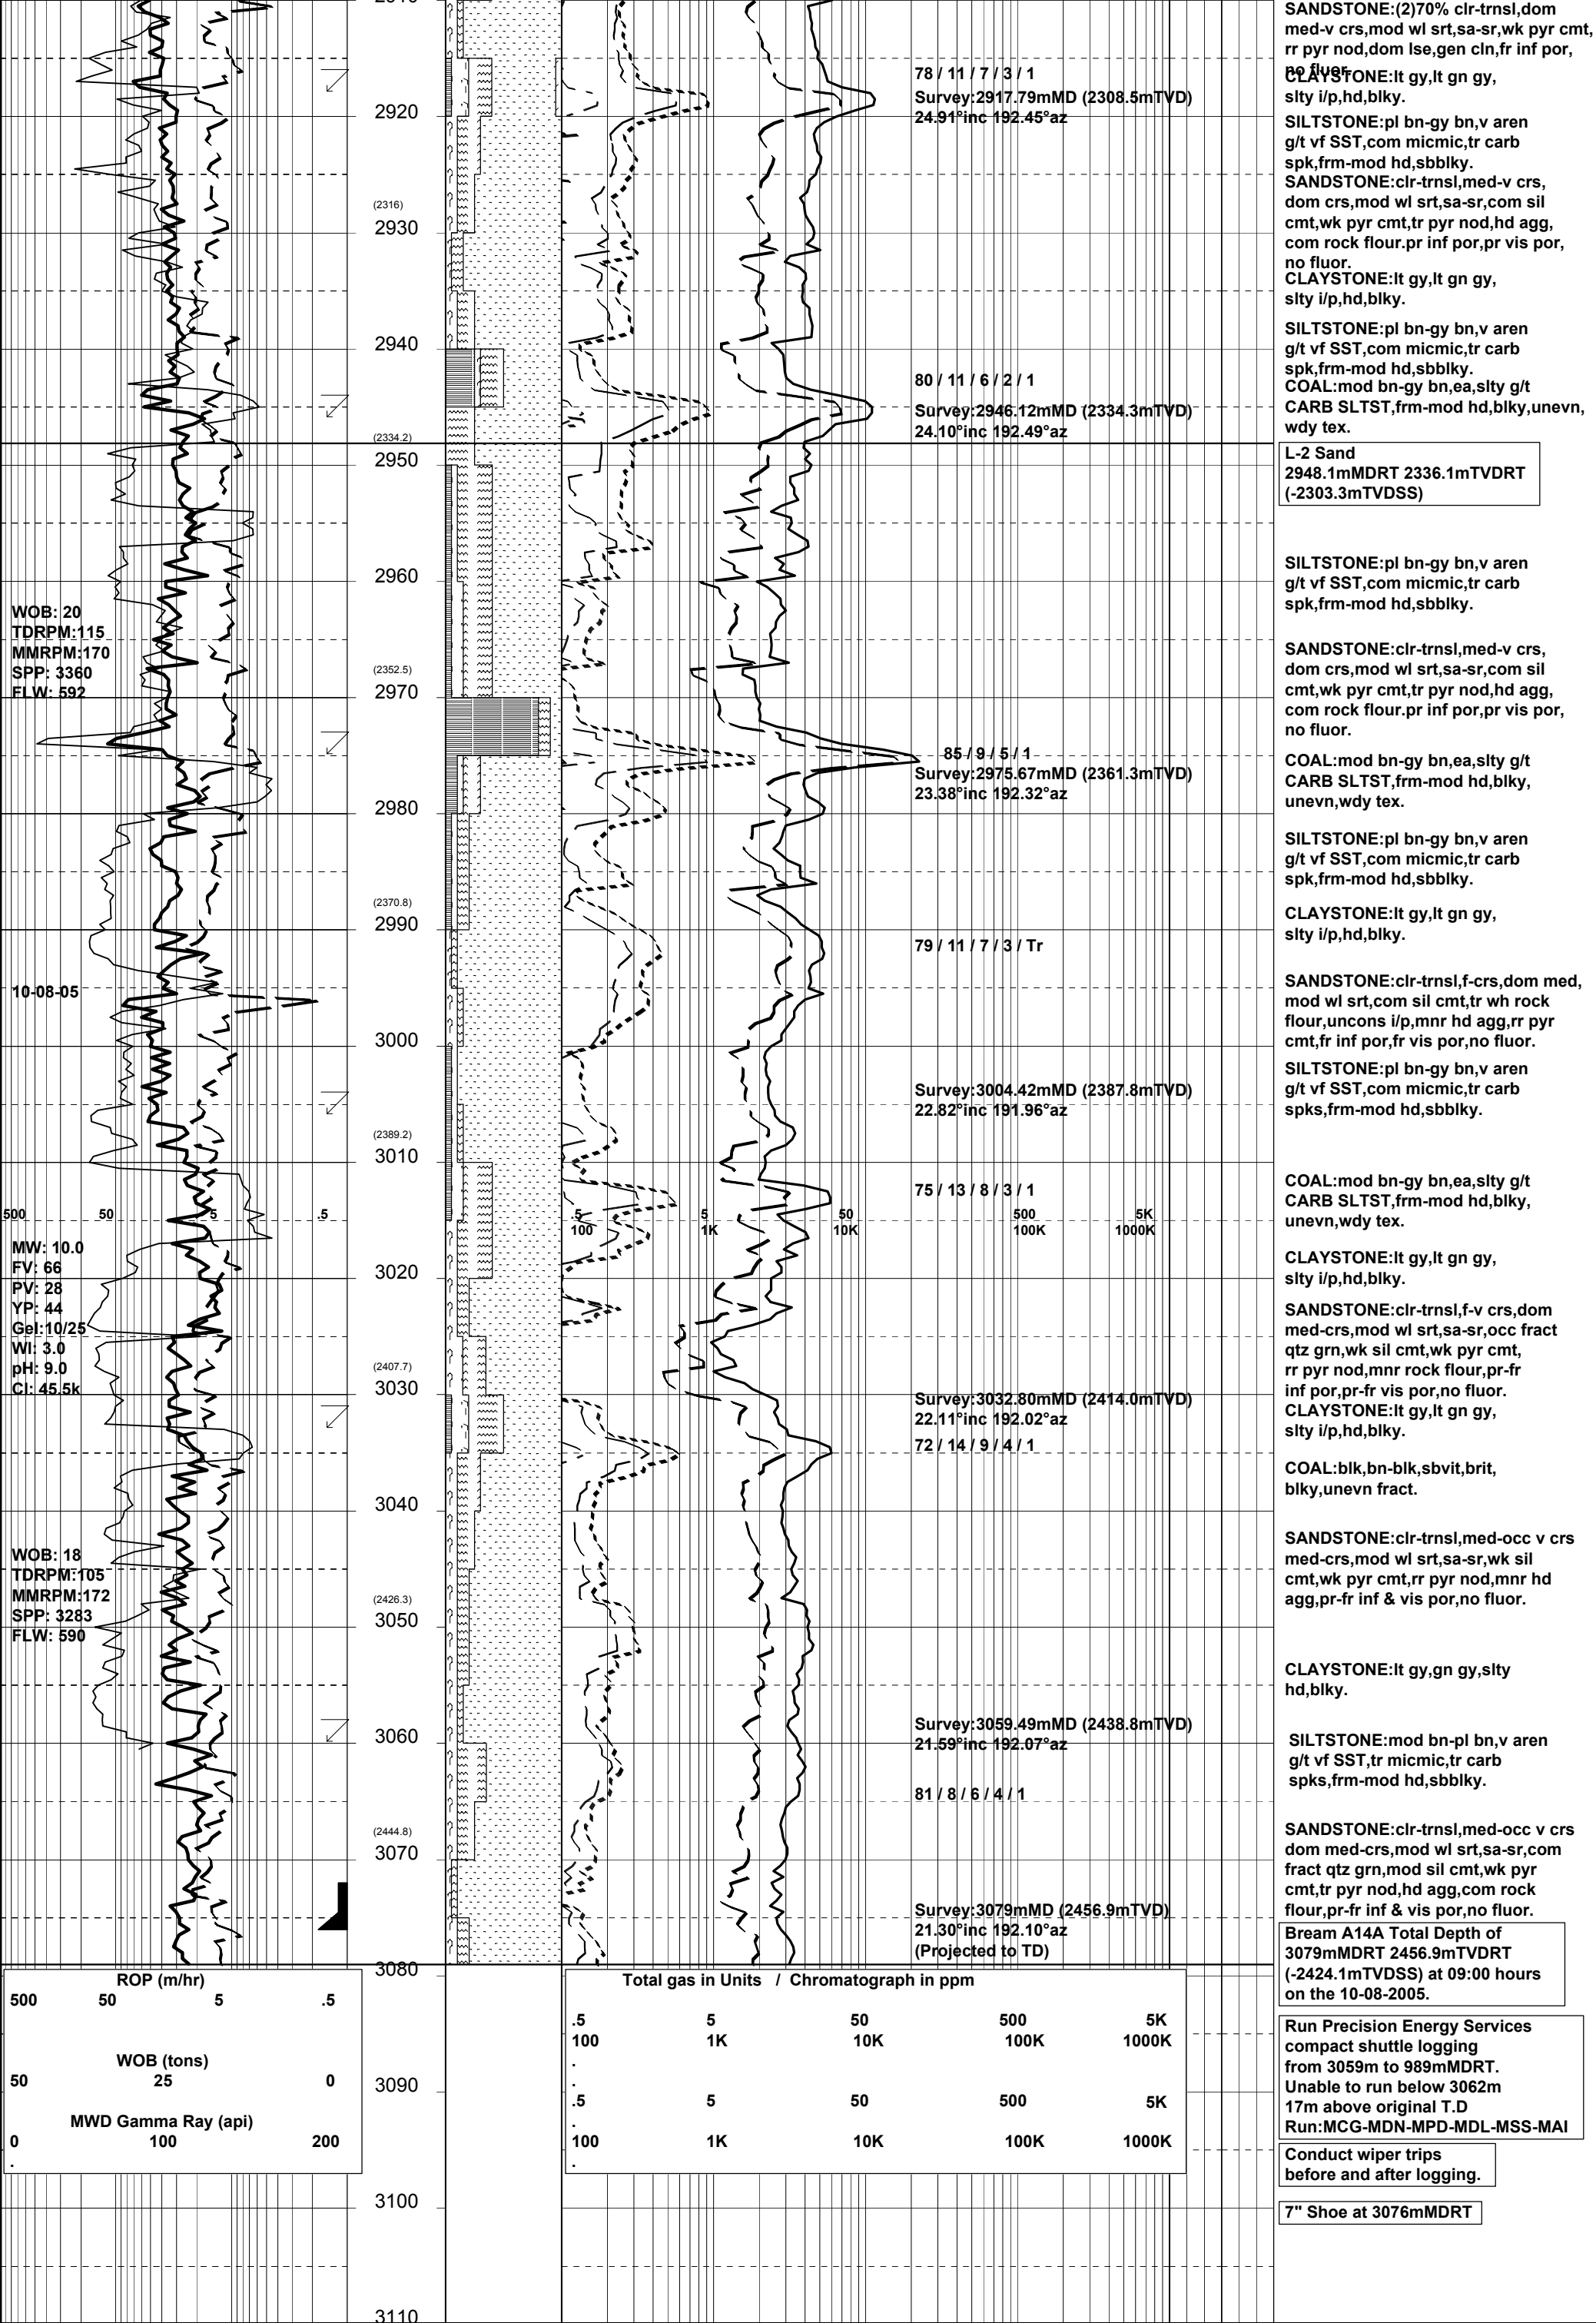 SANDSTONE:(2)70% clr-trnsl,dom
med-v crs,mod wl srt,sa-sr,wk pyr cmt,
rr pyr nod,dom lse,gen cln,fr inf por,
no fluor.
CLAYSTONE:lt gy,lt gn gy,
slty i/p,hd,blky.
78 / 11 / 7 / 3 / 1
Survey:2917.79mMD (2308.5mTVD)
24.91°inc 192.45°az
2920
SILTSTONE:pl bn-gy bn,v aren
g/t vf SST,com micmic,tr carb
spk,frm-mod hd,sbblky.
SANDSTONE:clr-trnsl,med-v crs,
dom crs,mod wl srt,sa-sr,com sil
cmt,wk pyr cmt,tr pyr nod,hd agg,
com rock flour.pr inf por,pr vis por,
no fluor.
(2316)
2930
CLAYSTONE:lt gy,lt gn gy,
slty i/p,hd,blky.
SILTSTONE:pl bn-gy bn,v aren
g/t vf SST,com micmic,tr carb
spk,frm-mod hd,sbblky.
2940
80 / 11 / 6 / 2 / 1
Survey:2946.12mMD (2334.3mTVD)
24.10°inc 192.49°az
COAL:mod bn-gy bn,ea,slty g/t
CARB SLTST,frm-mod hd,blky,unevn,
wdy tex.
(2334.2)
2950
L-2 Sand
2948.1mMDRT 2336.1mTVDRT
(-2303.3mTVDSS)
2960
SILTSTONE:pl bn-gy bn,v aren
g/t vf SST,com micmic,tr carb
spk,frm-mod hd,sbblky.
WOB: 20
TDRPM:115
MMRPM:170
SPP: 3360
FLW: 592
(2352.5)
2970
SANDSTONE:clr-trnsl,med-v crs,
dom crs,mod wl srt,sa-sr,com sil
cmt,wk pyr cmt,tr pyr nod,hd agg,
com rock flour.pr inf por,pr vis por,
no fluor.
85 / 9 / 5 / 1
Survey:2975.67mMD (2361.3mTVD)
23.38°inc 192.32°az
COAL:mod bn-gy bn,ea,slty g/t
CARB SLTST,frm-mod hd,blky,
unevn,wdy tex.
2980
SILTSTONE:pl bn-gy bn,v aren
g/t vf SST,com micmic,tr carb
spk,frm-mod hd,sbblky.
(2370.8)
2990
CLAYSTONE:lt gy,lt gn gy,
slty i/p,hd,blky.
79 / 11 / 7 / 3 / Tr
10-08-05
SANDSTONE:clr-trnsl,f-crs,dom med,
mod wl srt,com sil cmt,tr wh rock
flour,uncons i/p,mnr hd agg,rr pyr
cmt,fr inf por,fr vis por,no fluor.
3000
SILTSTONE:pl bn-gy bn,v aren
g/t vf SST,com micmic,tr carb
spks,frm-mod hd,sbblky.
Survey:3004.42mMD (2387.8mTVD)
22.82°inc 191.96°az
(2389.2)
3010
75 / 13 / 8 / 3 / 1
COAL:mod bn-gy bn,ea,slty g/t
CARB SLTST,frm-mod hd,blky,
unevn,wdy tex.
500 50 5 .5
.5 5 50 500 5K
100 1K 10K 100K 1000K
MW: 10.0
FV: 66
PV: 28
YP: 44
Gel:10/25
Wl: 3.0
pH: 9.0
Cl: 45.5k
3020
CLAYSTONE:lt gy,lt gn gy,
slty i/p,hd,blky.
SANDSTONE:clr-trnsl,f-v crs,dom
med-crs,mod wl srt,sa-sr,occ fract
qtz grn,wk sil cmt,wk pyr cmt,
rr pyr nod,mnr rock flour,pr-fr
inf por,pr-fr vis por,no fluor.
(2407.7)
3030
Survey:3032.80mMD (2414.0mTVD)
22.11°inc 192.02°az
72 / 14 / 9 / 4 / 1
CLAYSTONE:lt gy,lt gn gy,
slty i/p,hd,blky.
COAL:blk,bn-blk,sbvit,brit,
blky,unevn fract.
3040
SANDSTONE:clr-trnsl,med-occ v crs
med-crs,mod wl srt,sa-sr,wk sil
cmt,wk pyr cmt,rr pyr nod,mnr hd
agg,pr-fr inf & vis por,no fluor.
WOB: 18
TDRPM:105
MMRPM:172
SPP: 3283
FLW: 590
(2426.3)
3050
CLAYSTONE:lt gy,gn gy,slty
hd,blky.
3060
Survey:3059.49mMD (2438.8mTVD)
21.59°inc 192.07°az
81 / 8 / 6 / 4 / 1
SILTSTONE:mod bn-pl bn,v aren
g/t vf SST,tr micmic,tr carb
spks,frm-mod hd,sbblky.
(2444.8)
3070
SANDSTONE:clr-trnsl,med-occ v crs
dom med-crs,mod wl srt,sa-sr,com
fract qtz grn,mod sil cmt,wk pyr
cmt,tr pyr nod,hd agg,com rock
flour,pr-fr inf & vis por,no fluor.
Survey:3079mMD (2456.9mTVD)
21.30°inc 192.10°az
(Projected to TD)
Bream A14A Total Depth of
3079mMDRT 2456.9mTVDRT
(-2424.1mTVDSS) at 09:00 hours
on the 10-08-2005.
3080
ROP (m/hr)
500 50 5 .5
WOB (tons)
50 25 0
MWD Gamma Ray (api)
0 100 200
.
Total gas in Units / Chromatograph in ppm
.5 5 50 500 5K
100 1K 10K 100K 1000K
.
.
.5 5 50 500 5K
.
100 1K 10K 100K 1000K
.
Run Precision Energy Services
compact shuttle logging
from 3059m to 989mMDRT.
Unable to run below 3062m
17m above original T.D
Run:MCG-MDN-MPD-MDL-MSS-MAI
3090
Conduct wiper trips
before and after logging.
3100
7" Shoe at 3076mMDRT
3110